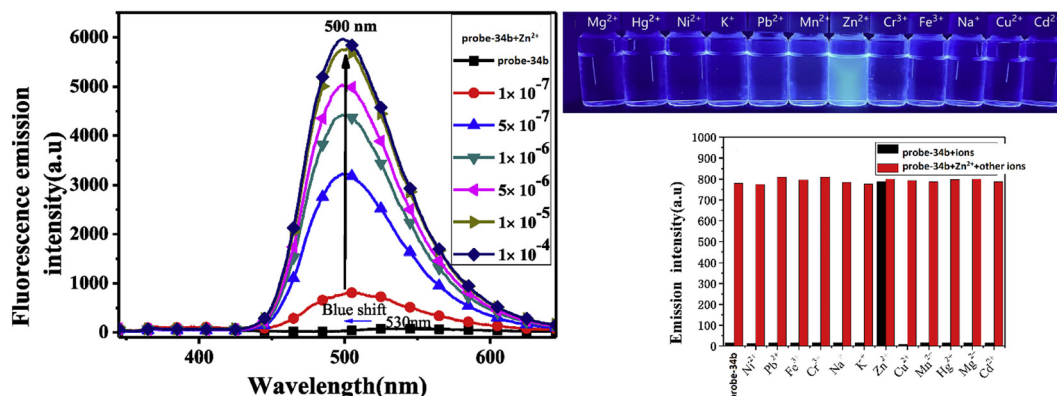 Fluorescence emission
intensity(a.u)
6000
5000
4000
3000
2000
1000
0
500 nm
probe-34b+Zn²⁺
probe-34b
1× 10⁻⁷
5× 10⁻⁷
1× 10⁻⁶
5× 10⁻⁶
1× 10⁻⁵
1× 10⁻⁴
Blue shift
530nm
400
500
600
Wavelength(nm)
Mg²⁺ Hg²⁺ Ni²⁺ K⁺ Pb²⁺ Mn²⁺ Zn²⁺ Cr³⁺ Fe³⁺ Na⁺ Cu²⁺ Cd²
Emission intensity(a.u)
1000
900
800
700
600
500
400
300
200
100
0
probe-34b+ions
probe-34b+Zn²⁺+other ions
probe-34b
Ni²⁺
Pb²⁺
Fe³⁺
Cr³⁺
Na⁺
K⁺
Zn²⁺
Cu²⁺
Mn²⁺
Hg²⁺
Mg²⁺
Cd²⁺